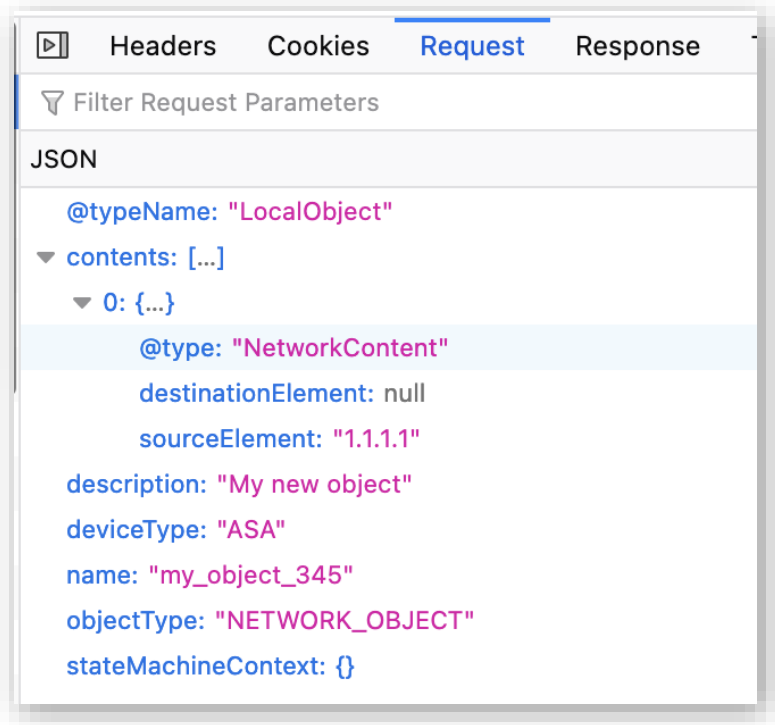 Headers Cookies Request Response
Filter Request Parameters
JSON
@typeName: "LocalObject"
contents: […]
0: {…}
@type: "NetworkContent"
destinationElement: null
sourceElement: "1.1.1.1"
description: "My new object"
deviceType: "ASA"
name: "my_object_345"
objectType: "NETWORK_OBJECT"
stateMachineContext: {}